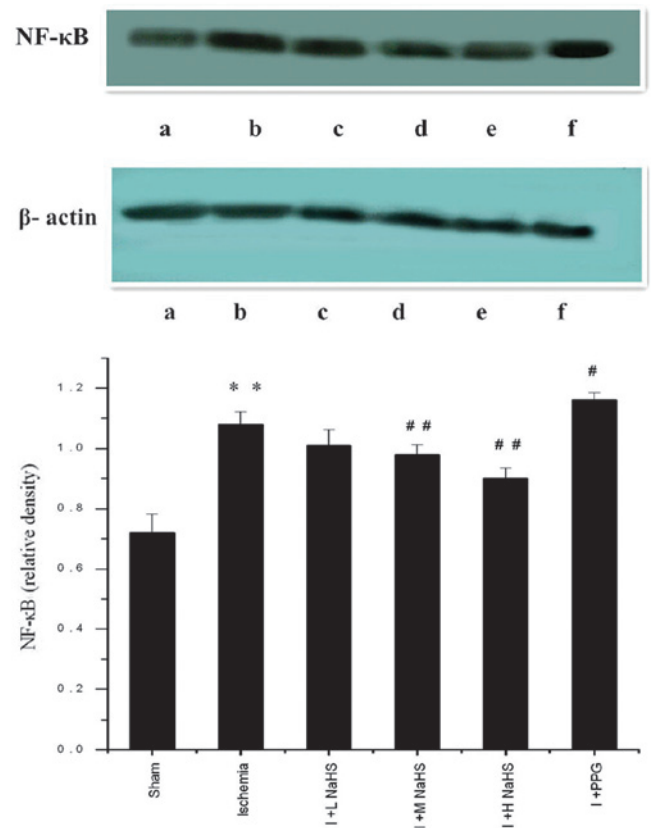 NF-κB
a b c d e f
β- actin
a b c d e f
NF-κB (relative density)
1.2
1.0
0.8
0.6
0.4
0.2
0.0
* *
# #
# #
#
Sham
Ischemia
I +L NaHS
I +M NaHS
I +H NaHS
I +PPG